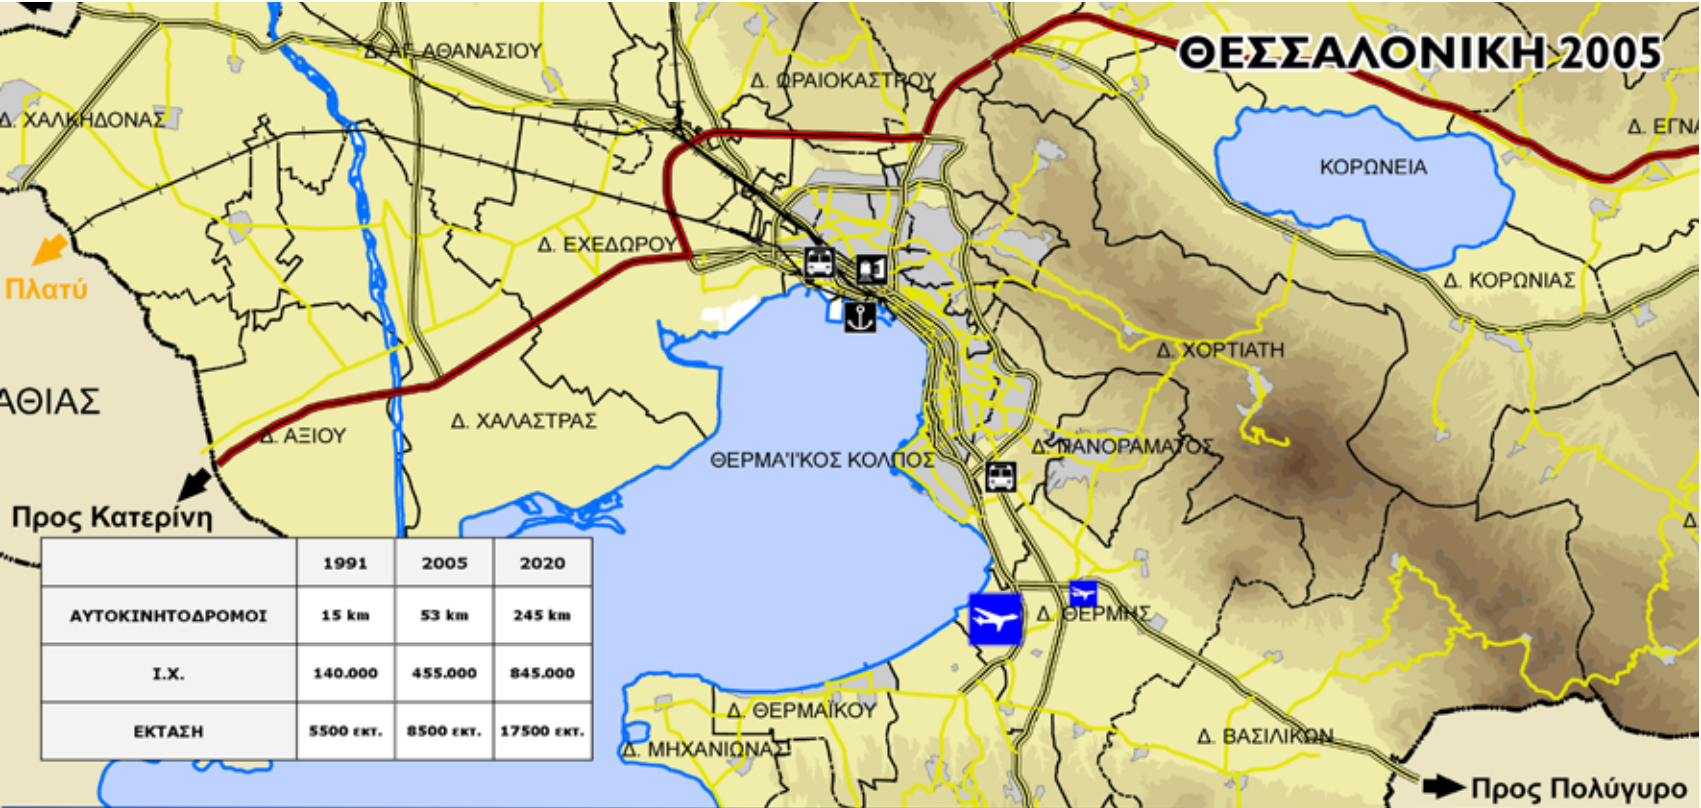 ΘΕΣΣΑΛΟΝΙΚΗ 2005
Δ. ΑΓ. ΑΘΑΝΑΣΙΟΥ
Δ. ΩΡΑΙΟΚΑΣΤΡΟΥ
Δ. ΧΑΛΚΗΔΟΝΑΣ
Δ. ΕΓΝΑ
ΚΟΡΩΝΕΙΑ
Δ. ΕΧΕΔΩΡΟΥ
Πλατύ
Δ. ΚΟΡΩΝΙΑΣ
Δ. ΧΟΡΤΙΑΤΗ
ΑΘΙΑΣ
Δ. ΑΞΙΟΥ
Δ. ΧΑΛΑΣΤΡΑΣ
ΘΕΡΜΑ'Ι'ΚΟΣ ΚΟΛΠΟΣ
Δ. ΠΑΝΟΡΑΜΑΤΟΣ
Προς Κατερίνη
Δ.
1991 2005 2020
ΑΥΤΟΚΙΝΗΤΟΔΡΟΜΟΙ 15 km 53 km 245 km
Ι.Χ. 140.000 455.000 845.000
ΕΚΤΑΣΗ 5500 εκτ. 8500 εκτ. 17500 εκτ.
Δ. ΘΕΡΜΗΣ
Δ. ΘΕΡΜΑΪΚΟΥ
Δ. ΜΗΧΑΝΙΩΝΑΣ
Δ. ΒΑΣΙΛΙΚΩΝ
Προς Πολύγυρο